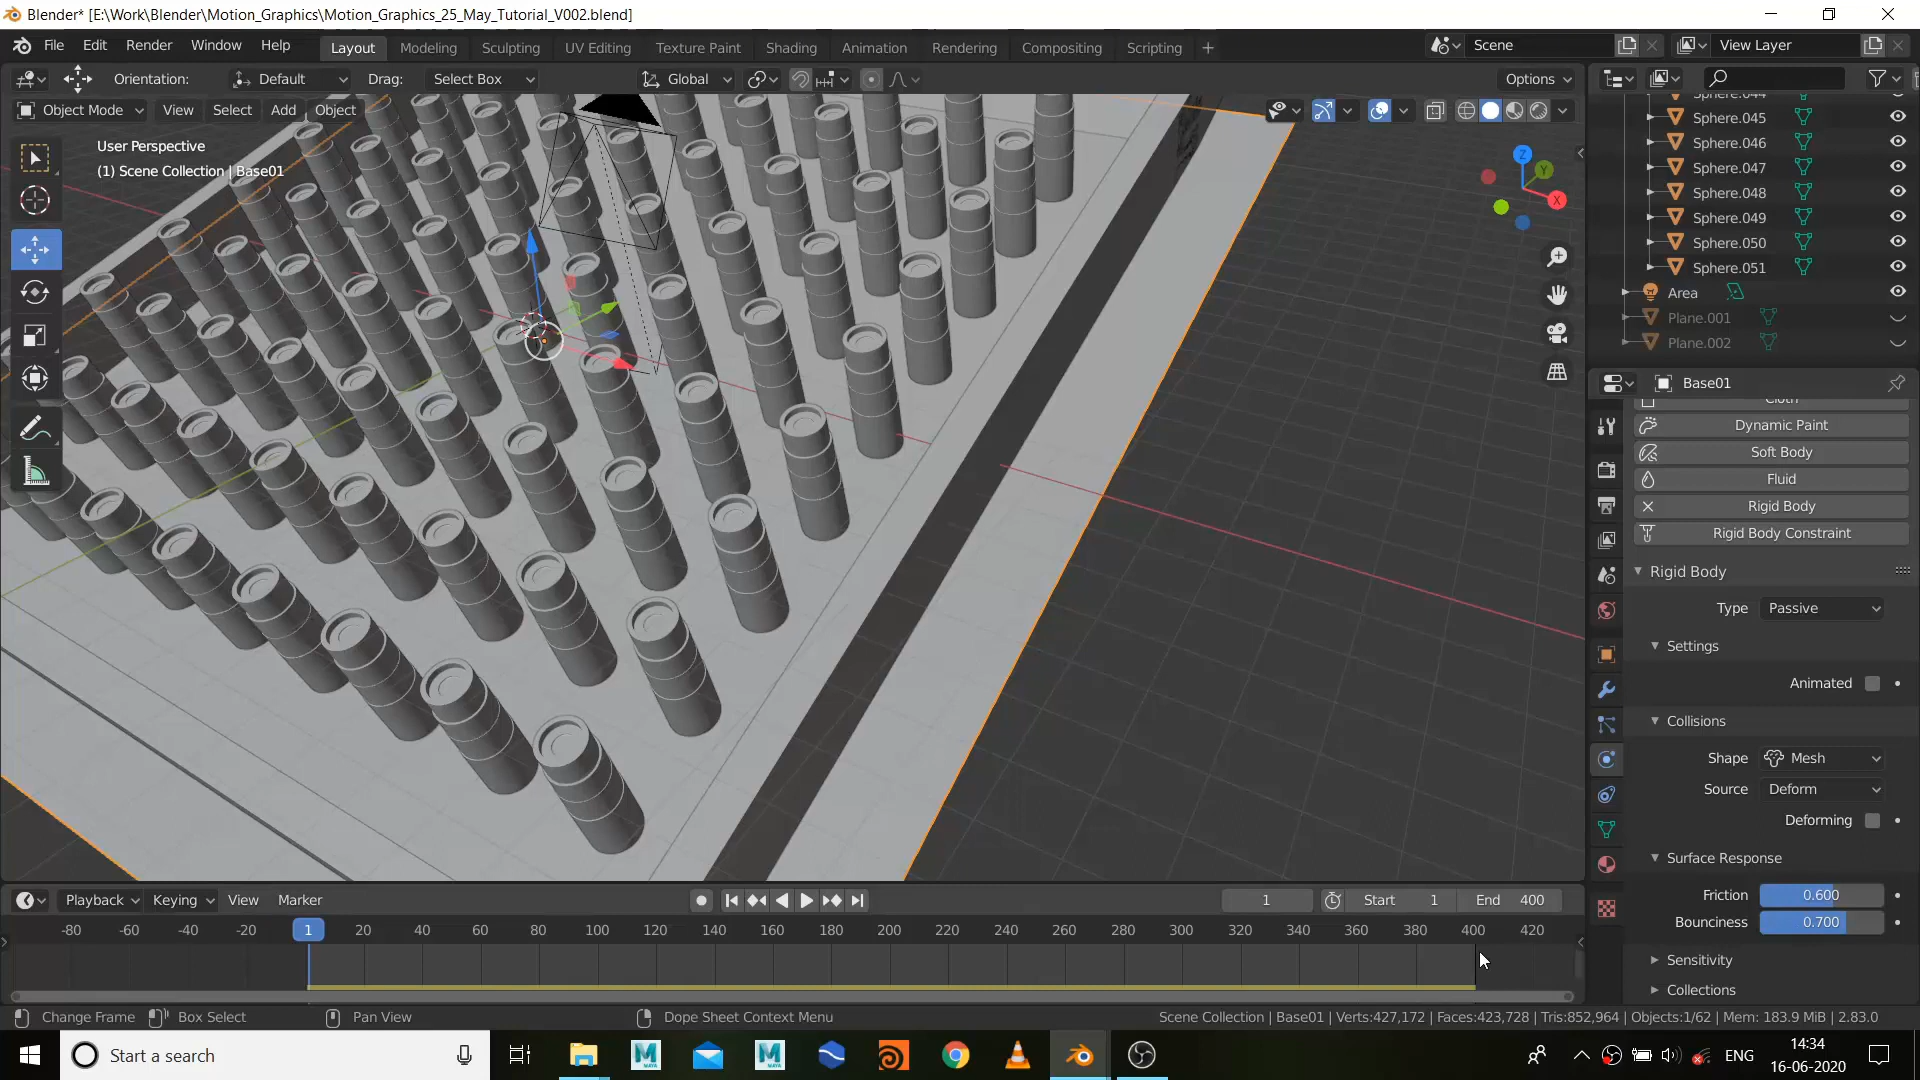 Blender* [E:\Work\Blender\Motion_Graphics\Motion_Graphics_25_May_Tutorial_V002.blend]
File Edit Render Window Help Layout Modeling Sculpting UV Editing Texture Paint Shading Animation Rendering Compositing Scripting + Scene View Layer
Orientation: Default Drag: Select Box Global Options
Object Mode View Select Add Object
User Perspective
(1) Scene Collection | Base01
Z
Y
X
Sphere.044
Sphere.045
Sphere.046
Sphere.047
Sphere.048
Sphere.049
Sphere.050
Sphere.051
Area
Plane.001
Plane.002
Base01
Cloth
Dynamic Paint
Soft Body
Fluid
Rigid Body
Rigid Body Constraint
Rigid Body
Type Passive
Settings
Animated
Collisions
Shape Mesh
Source Deform
Deforming
Surface Response
Friction 0.600
Bounciness 0.700
Sensitivity
Collections
Playback Keying View Marker 1 Start 1 End 400
-80 -60 -40 -20 1 20 40 60 80 100 120 140 160 180 200 220 240 260 280 300 320 340 360 380 400 420
Change Frame Box Select Pan View Dope Sheet Context Menu Scene Collection | Base01 | Verts:427,172 | Faces:423,728 | Tris:852,964 | Objects:1/62 | Mem: 183.9 MiB | 2.83.0
Start a search ENG
14:34
16-06-2020